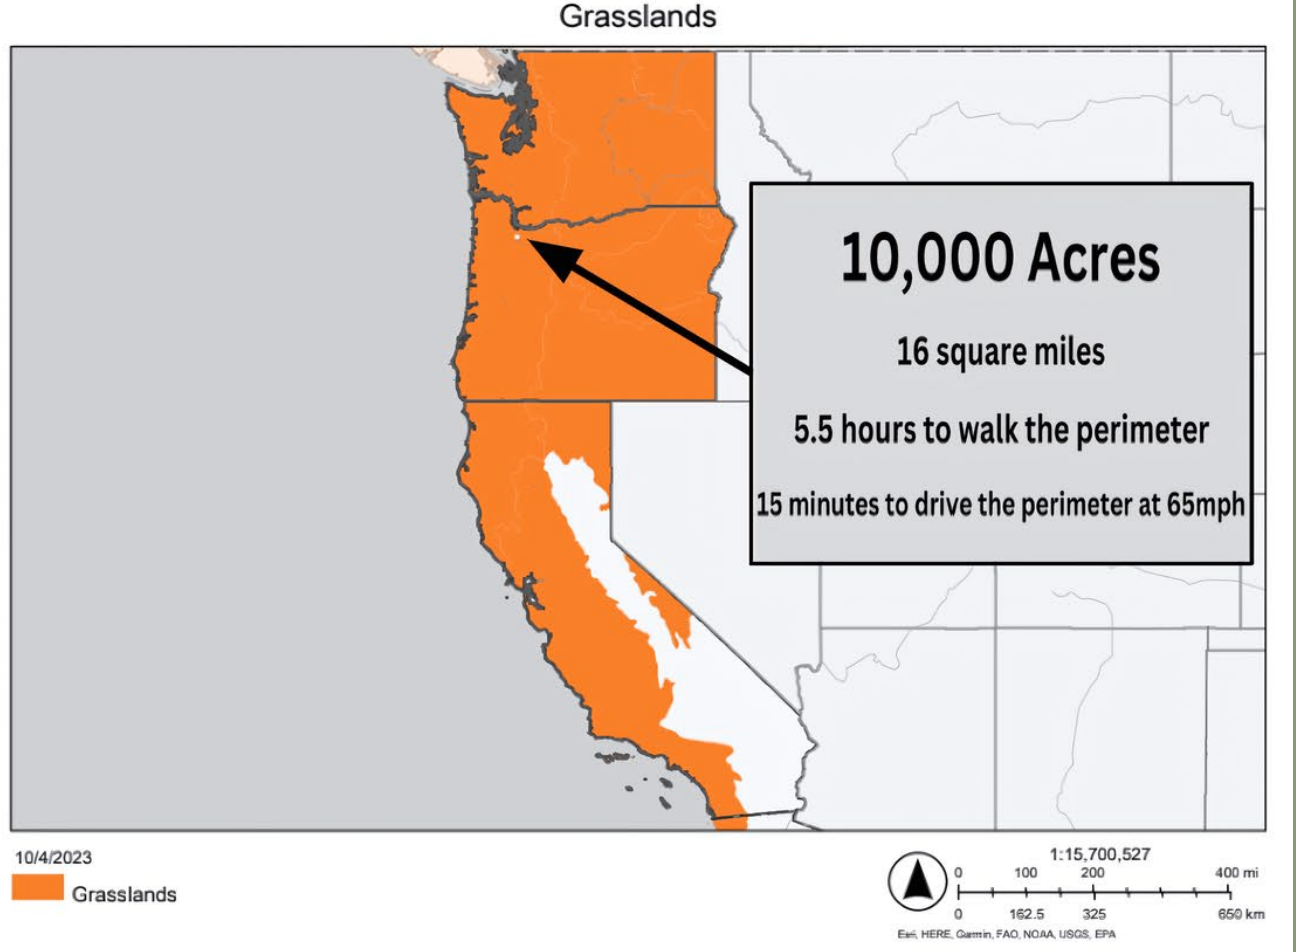 Grasslands
10,000 Acres
16 square miles
5.5 hours to walk the perimeter
15 minutes to drive the perimeter at 65mph
10/4/2023
Grasslands
1:15,700,527
0 100 200 400 mi
0 162.5 325 650 km
Esri, HERE, Garmin, FAO, NOAA, USGS, EPA